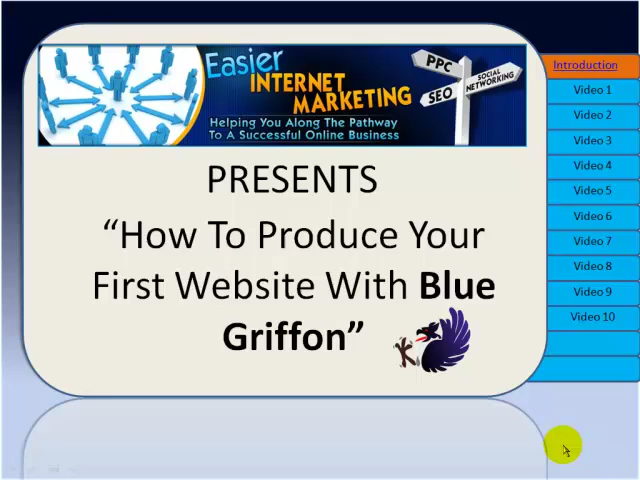 Easier
INTERNET
MARKETING
Helping You Along The Pathway
To A Successful Online Business
PPC
SEO
SOCIAL
NETWORKING
PRESENTS
“How To Produce Your
First Website With Blue
Griffon”
Introduction
Video 1
Video 2
Video 3
Video 4
Video 5
Video 6
Video 7
Video 8
Video 9
Video 10